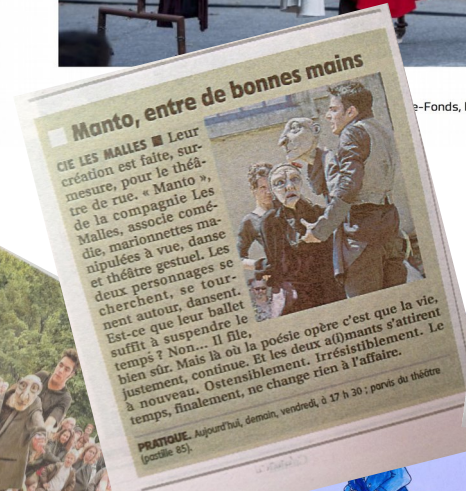 Manto, entre de bonnes mains
CIE LES MALLES ■ Leur
création est faite, sur-
mesure, pour le théâ-
tre de rue. « Manto »,
de la compagnie Les
Malles, associe comé-
die, marionnettes ma-
nipulées à vue, danse
et théâtre gestuel. Les
deux personnages se
cherchent, se tour-
nent autour, dansent.
Est-ce que leur ballet
suffit à suspendre le
temps ? Non... Il file,
bien sûr. Mais là où la poésie opère c'est que la vie,
justement, continue. Et les deux a(i)mants s'attirent
à nouveau. Ostensiblement. Irrésistiblement. Le
temps, finalement, ne change rien à l'affaire.
PRATIQUE. Aujourd'hui, demain, vendredi, à 17 h 30 ; parvis du théâtre
(pastille 85).
e-Fonds,